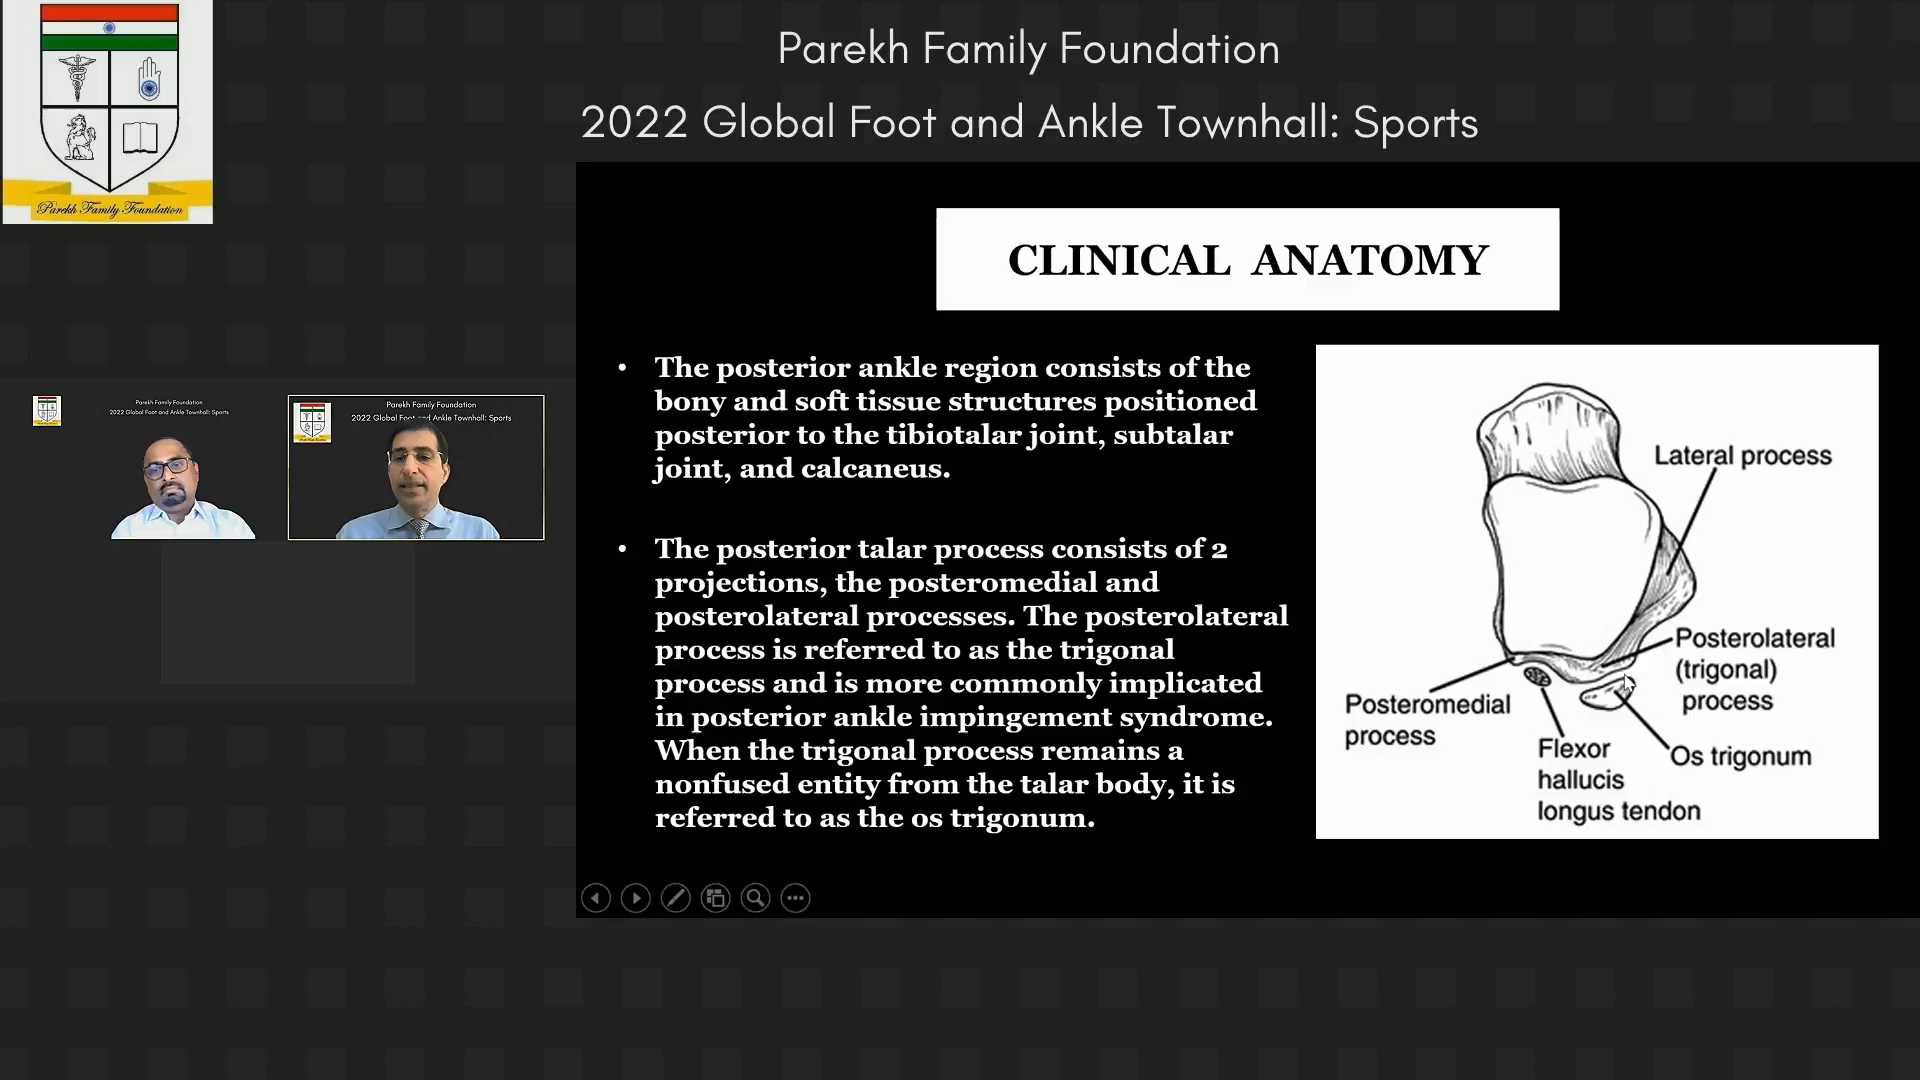 Parekh Family Foundation
2022 Global Foot and Ankle Townhall: Sports
Parekh Family Foundation
Parekh Family Foundation
2022 Global Foot and Ankle Townhall: Sports
Parekh Family Foundation
2022 Global Foot and Ankle Townhall: Sports
CLINICAL ANATOMY
• The posterior ankle region consists of the
bony and soft tissue structures positioned
posterior to the tibiotalar joint, subtalar
joint, and calcaneus.
• The posterior talar process consists of 2
projections, the posteromedial and
posterolateral processes. The posterolateral
process is referred to as the trigonal
process and is more commonly implicated
in posterior ankle impingement syndrome.
When the trigonal process remains a
nonfused entity from the talar body, it is
referred to as the os trigonum.
Lateral process
Posterolateral
(trigonal)
process
Posteromedial
process
Flexor
hallucis
longus tendon
Os trigonum